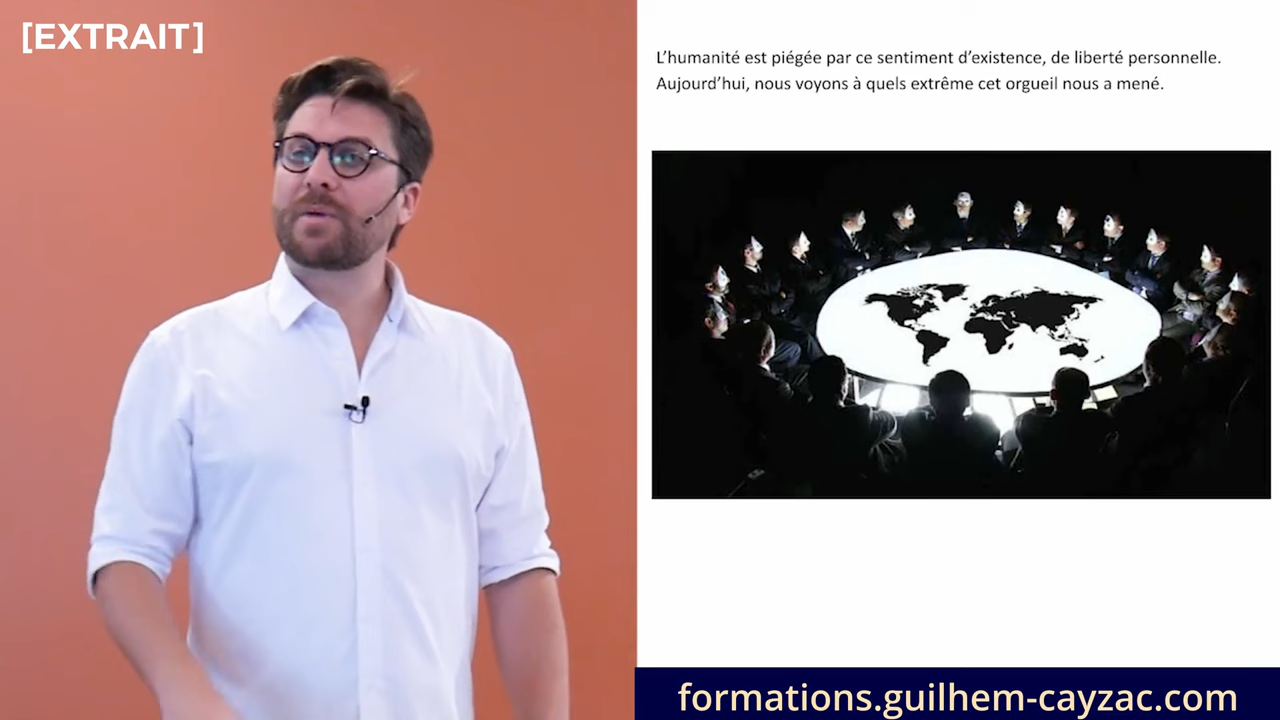 [EXTRAIT]
L’humanité est piégée par ce sentiment d’existence, de liberté personnelle.
Aujourd’hui, nous voyons à quels extrême cet orgueil nous a mené.
formations.guilhem-cayzac.com